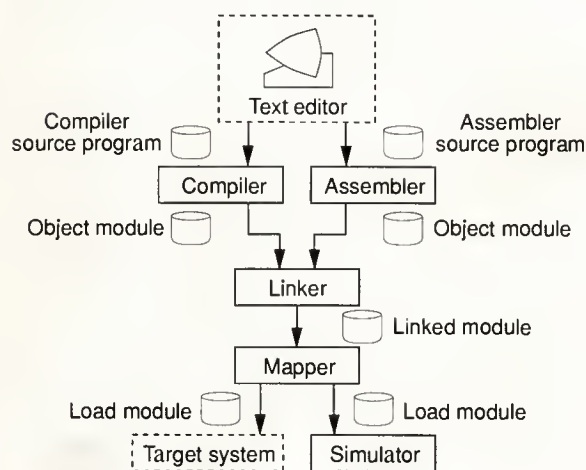 Text editor
Compiler
source program
Assembler
source program
Compiler
Assembler
Object module
Object module
Linker
Linked module
Mapper
Load module
Load module
Target system
Simulator